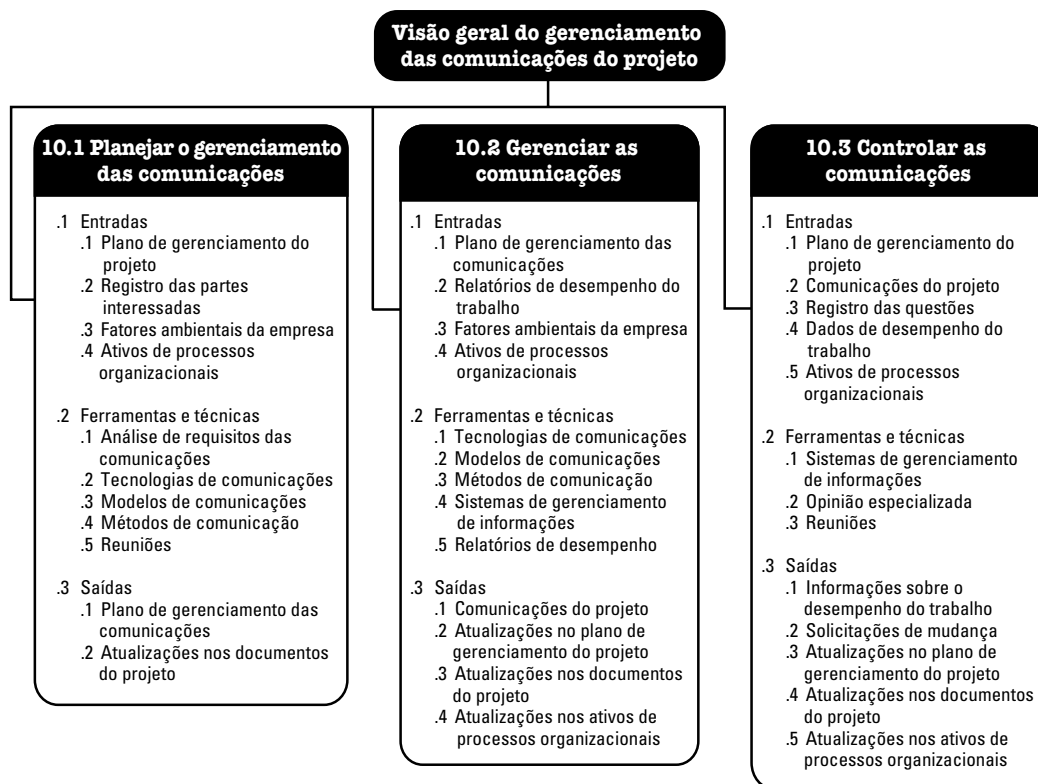 Visão geral do gerenciamento
das comunicações do projeto
10.1 Planejar o gerenciamento
das comunicações
.1 Entradas
.1 Plano de gerenciamento do
projeto
.2 Registro das partes
interessadas
.3 Fatores ambientais da empresa
.4 Ativos de processos
organizacionais
.2 Ferramentas e técnicas
.1 Análise de requisitos das
comunicações
.2 Tecnologias de comunicações
.3 Modelos de comunicações
.4 Métodos de comunicação
.5 Reuniões
.3 Saídas
.1 Plano de gerenciamento das
comunicações
.2 Atualizações nos documentos
do projeto
10.2 Gerenciar as
comunicações
.1 Entradas
.1 Plano de gerenciamento das
comunicações
.2 Relatórios de desempenho do
trabalho
.3 Fatores ambientais da empresa
.4 Ativos de processos
organizacionais
.2 Ferramentas e técnicas
.1 Tecnologias de comunicações
.2 Modelos de comunicações
.3 Métodos de comunicação
.4 Sistemas de gerenciamento
de informações
.5 Relatórios de desempenho
.3 Saídas
.1 Comunicações do projeto
.2 Atualizações no plano de
gerenciamento do projeto
.3 Atualizações nos documentos
do projeto
.4 Atualizações nos ativos de
processos organizacionais
10.3 Controlar as
comunicações
.1 Entradas
.1 Plano de gerenciamento do
projeto
.2 Comunicações do projeto
.3 Registro das questões
.4 Dados de desempenho do
trabalho
.5 Ativos de processos
organizacionais
.2 Ferramentas e técnicas
.1 Sistemas de gerenciamento
de informações
.2 Opinião especializada
.3 Reuniões
.3 Saídas
.1 Informações sobre o
desempenho do trabalho
.2 Solicitações de mudança
.3 Atualizações no plano de
gerenciamento do projeto
.4 Atualizações nos documentos
do projeto
.5 Atualizações nos ativos de
processos organizacionais